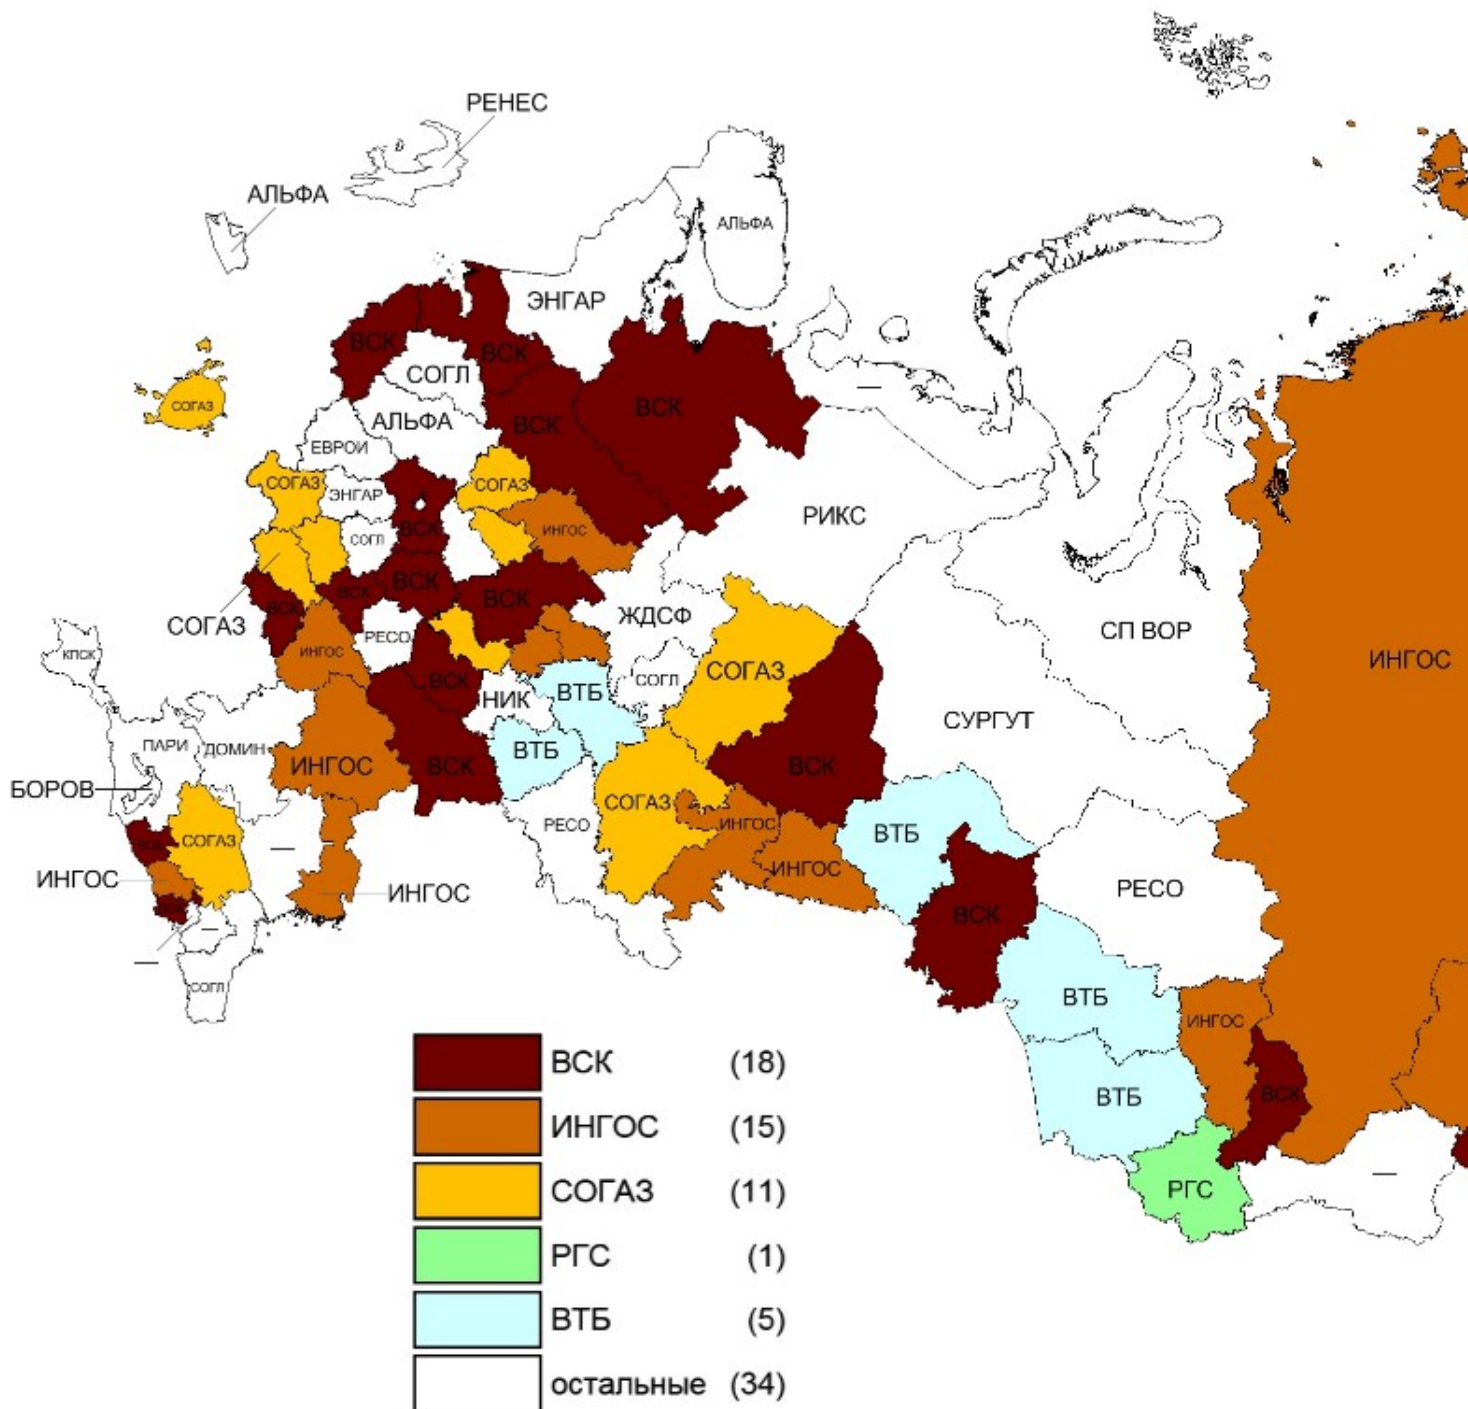 РЕНЕС
АЛЬФА
АЛЬФА
ЭНГАР
ВСК
ВСК
СОГЛ
СОГАЗ
ВСК
ВСК
АЛЬФА
ЕВРОИ
СОГАЗ
ЭНГАР
СОГАЗ
РИКС
ВСК
ИНГОС
СОГЛ
ВСК
ВСК
ВСК
ВСК
СОГАЗ
ЖДСФ
СП ВОР
РЕСО
КПСК
ИНГОС
ИНГОС
СОГАЗ
ВСК
СОГЛ
НИК
ВТБ
СУРГУТ
ПАРИ
ДОМИН
ВТБ
ИНГОС
ВСК
ВСК
БОРОВ
СОГАЗ
РЕСО
ИНГОС
ВТБ
СОГАЗ
—
ИНГОС
ИНГОС
ИНГОС
РЕСО
ВСК
ВСК
—
—
СОГЛ
ВТБ
ИНГОС
ВТБ
ВСК
РГС
—
—
ВСК (18)
ИНГОС (15)
СОГАЗ (11)
РГС (1)
ВТБ (5)
остальные (34)